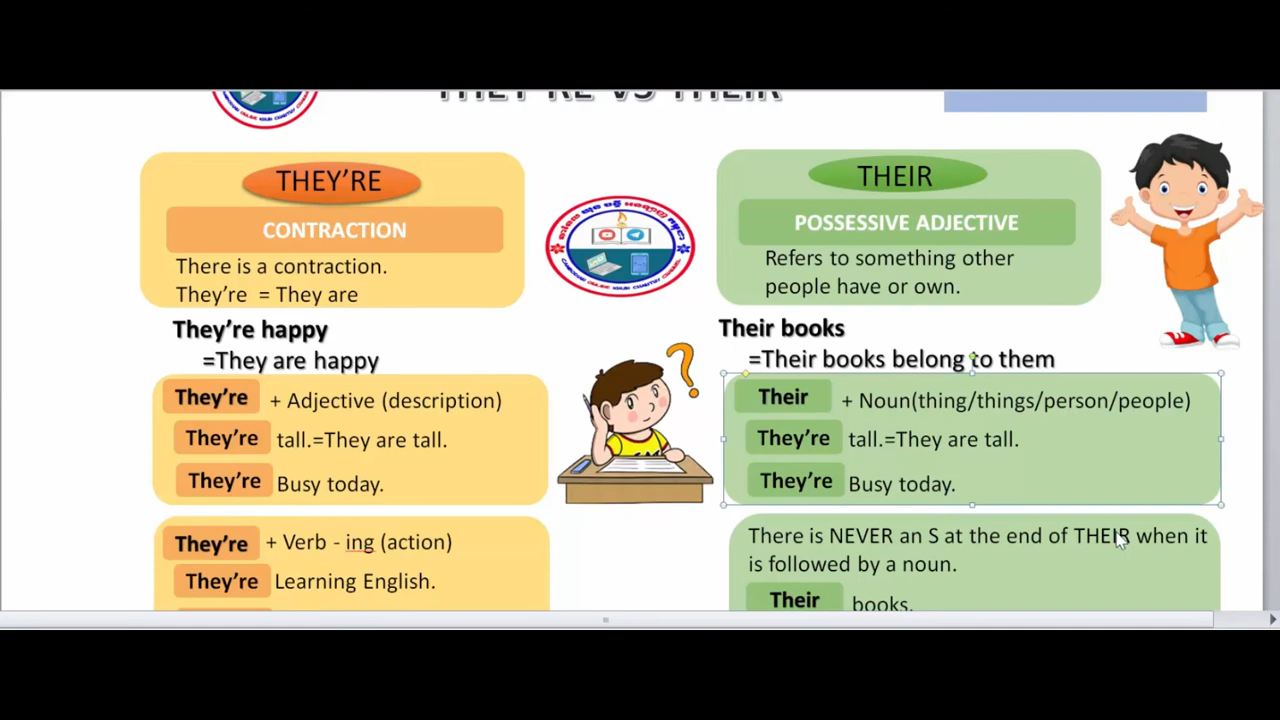 THEY'RE VS THEIR
THEY'RE
CONTRACTION
There is a contraction.
They're = They are
They're happy
=They are happy
They're + Adjective (description)
They're tall.=They are tall.
They're Busy today.
They're + Verb - ing (action)
They're Learning English.
THEIR
POSSESSIVE ADJECTIVE
Refers to something other
people have or own.
Their books
=Their books belong to them
Their + Noun(thing/things/person/people)
They're tall.=They are tall.
They're Busy today.
There is NEVER an S at the end of THEIR when it
is followed by a noun.
Their books.